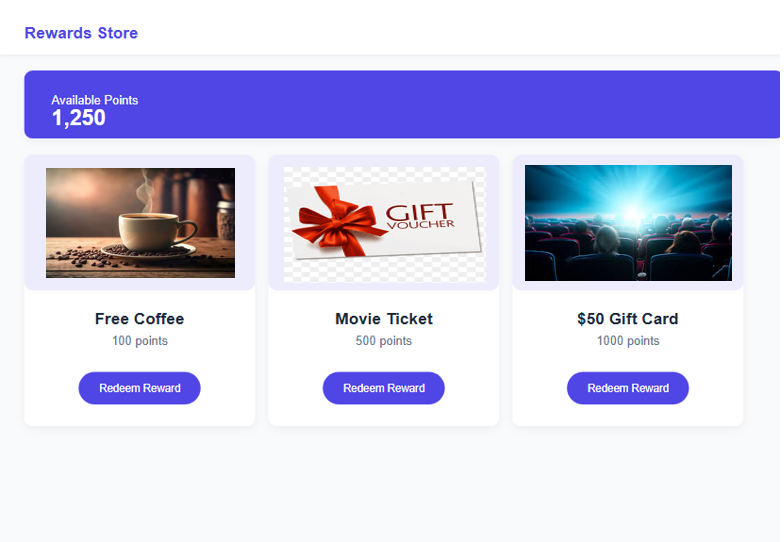 Rewards Store
Available Points
1,250
GIFT
VOUCHER
Free Coffee
100 points
Redeem Reward
Movie Ticket
500 points
Redeem Reward
$50 Gift Card
1000 points
Redeem Reward